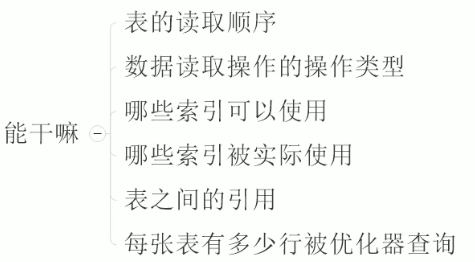 表的读取顺序
数据读取操作的操作类型
哪些索引可以使用
能干嘛
哪些索引被实际使用
表之间的引用
每张表有多少行被优化器查询